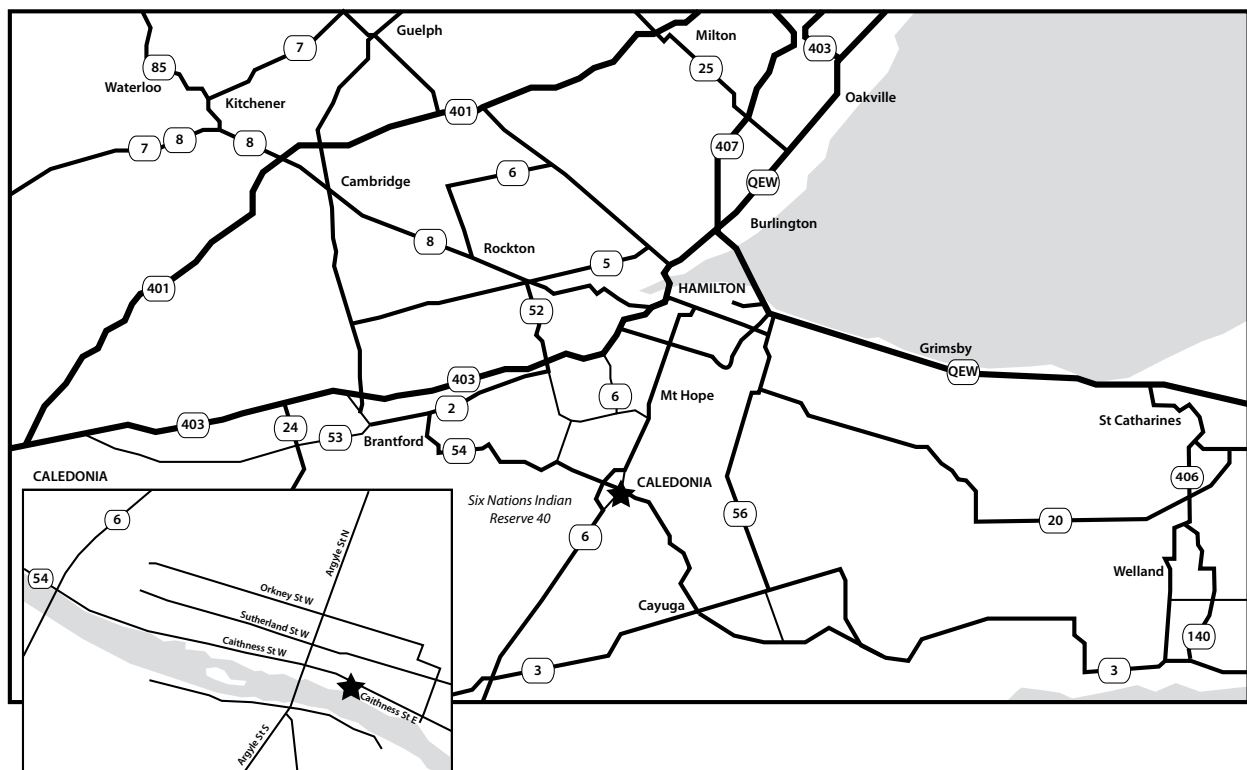 Guelph
Milton
7
403
85
25
Waterloo
Kitchener
Oakville
401
7
8
8
407
6
QEW
Cambridge
Burlington
8
Rockton
5
401
HAMILTON
52
Grimsby
QEW
403
6
Mt Hope
2
403
24
53
Brantford
54
St Catharines
CALEDONIA
406
CALEDONIA
Six Nations Indian
Reserve 40
56
20
6
Welland
Cayuga
140
3
3
6
54
Argyle St N
Orkney St W
Sutherland St W
Caithness St W
Caithness St E
Argyle St S